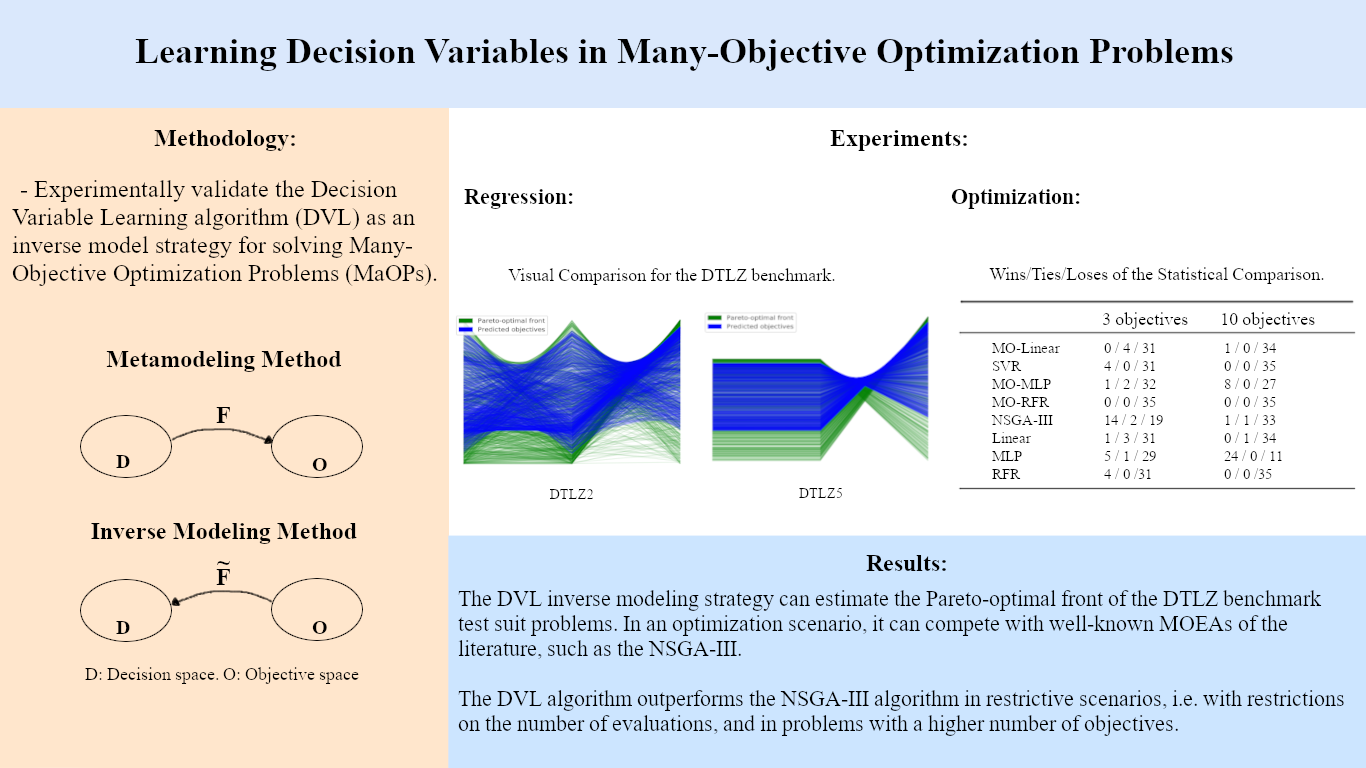 Learning Decision Variables in Many-Objective Optimization Problems
Methodology:
- Experimentally validate the Decision
Variable Learning algorithm (DVL) as an
inverse model strategy for solving Many-
Objective Optimization Problems (MaOPs).
Metamodeling Method
F
D
O
Inverse Modeling Method
F̃
D
O
D: Decision space. O: Objective space
Experiments:
Regression:
Visual Comparison for the DTLZ benchmark.
Pareto-optimal front
Predicted objectives
DTLZ2
Pareto-optimal front
Predicted objectives
DTLZ5
Optimization:
Wins/Ties/Loses of the Statistical Comparison.
3 objectives 10 objectives
MO-Linear 0 / 4 / 31 1 / 0 / 34
SVR 4 / 0 / 31 0 / 0 / 35
MO-MLP 1 / 2 / 32 8 / 0 / 27
MO-RFR 0 / 0 / 35 0 / 0 / 35
NSGA-III 14 / 2 / 19 1 / 1 / 33
Linear 1 / 3 / 31 0 / 1 / 34
MLP 5 / 1 / 29 24 / 0 / 11
RFR 4 / 0 /31 0 / 0 /35
Results:
The DVL inverse modeling strategy can estimate the Pareto-optimal front of the DTLZ benchmark
test suit problems. In an optimization scenario, it can compete with well-known MOEAs of the
literature, such as the NSGA-III.
The DVL algorithm outperforms the NSGA-III algorithm in restrictive scenarios, i.e. with restrictions
on the number of evaluations, and in problems with a higher number of objectives.